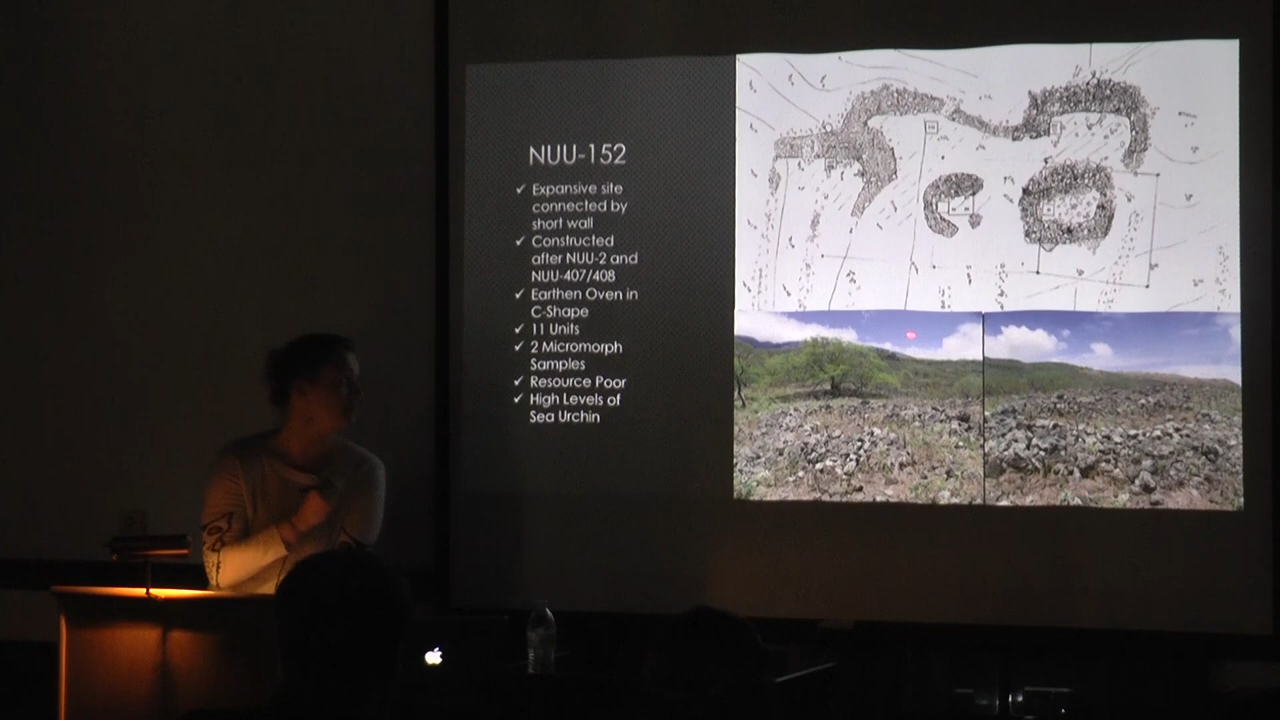 NUU-152
✓ Expansive site
connected by
short wall
✓ Constructed
after NUU-2 and
NUU-407/408
✓ Earthen Oven in
C-Shape
✓ 11 Units
✓ 2 Micromorph
Samples
✓ Resource Poor
✓ High Levels of
Sea Urchin